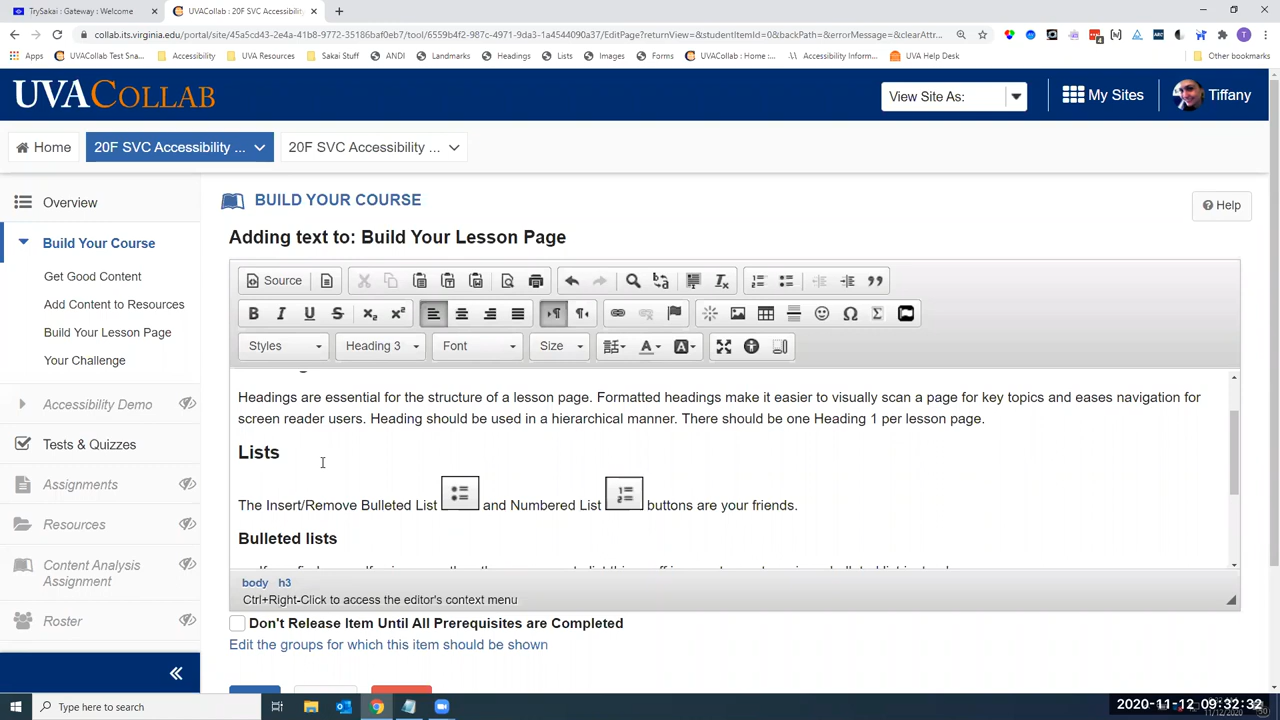 TrySakai : Gateway : Welcome
UVACollab : 20F SVC Accessibility
collab.its.virginia.edu/portal/site/45a5cd43-2e4a-41b8-9772-35186baf0eb7/tool/6559b4f2-987c-4971-9da3-1a4544090a37/EditPage?returnView=&studentItemId=0&backPath=&errorMessage=&clearAttr...
Apps
UVACollab Test Sna...
Accessibility
UVA Resources
Sakai Stuff
ANDI
Landmarks
Headings
Lists
Images
Forms
UVACollab : Home :...
Accessibility Inform...
UVA Help Desk
Other bookmarks
UVACOLLAB
View Site As:
My Sites
Tiffany
Home
20F SVC Accessibility ...
20F SVC Accessibility ...
Overview
Build Your Course
Get Good Content
Add Content to Resources
Build Your Lesson Page
Your Challenge
Accessibility Demo
Tests & Quizzes
Assignments
Resources
Content Analysis
Assignment
Roster
BUILD YOUR COURSE
Help
Adding text to: Build Your Lesson Page
Source
Styles
Heading 3
Font
Size
Headings are essential for the structure of a lesson page. Formatted headings make it easier to visually scan a page for key topics and eases navigation for
screen reader users. Heading should be used in a hierarchical manner. There should be one Heading 1 per lesson page.
Lists
The Insert/Remove Bulleted List and Numbered List buttons are your friends.
Bulleted lists
body h3
Ctrl+Right-Click to access the editor's context menu
Don't Release Item Until All Prerequisites are Completed
Edit the groups for which this item should be shown
Type here to search
2020-11-12 09:32:32